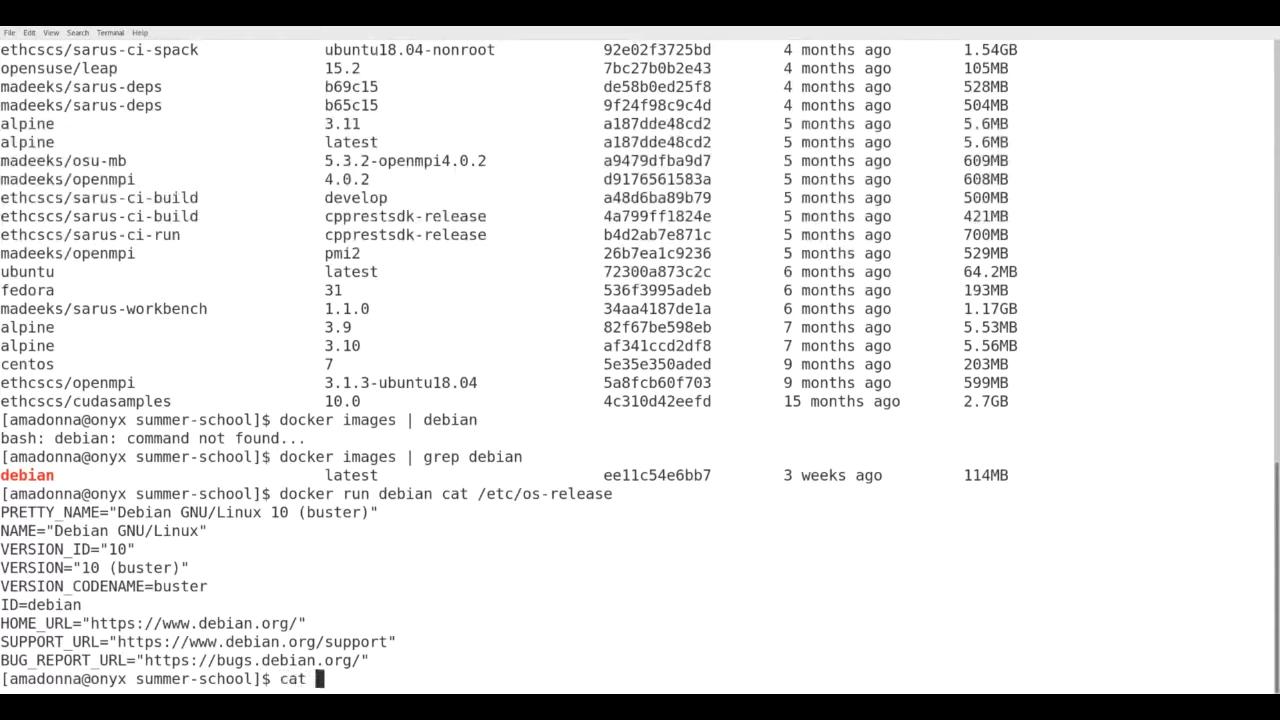 File Edit View Search Terminal Help
ethcscs/sarus-ci-spack ubuntu18.04-nonroot 92e02f3725bd 4 months ago 1.54GB
opensuse/leap 15.2 7bc27b0b2e43 4 months ago 105MB
madeeks/sarus-deps b69c15 de58b0ed25f8 4 months ago 528MB
madeeks/sarus-deps b65c15 9f24f98c9c4d 4 months ago 504MB
alpine 3.11 a187dde48cd2 5 months ago 5.6MB
alpine latest a187dde48cd2 5 months ago 5.6MB
madeeks/osu-mb 5.3.2-openmpi4.0.2 a9479dfba9d7 5 months ago 609MB
madeeks/openmpi 4.0.2 d9176561583a 5 months ago 608MB
ethcscs/sarus-ci-build develop a48d6ba89b79 5 months ago 500MB
ethcscs/sarus-ci-build cpprestsdk-release 4a799ff1824e 5 months ago 421MB
ethcscs/sarus-ci-run cpprestsdk-release b4d2ab7e871c 5 months ago 700MB
madeeks/openmpi pmi2 26b7ea1c9236 5 months ago 529MB
ubuntu latest 72300a873c2c 6 months ago 64.2MB
fedora 31 536f3995adeb 6 months ago 193MB
madeeks/sarus-workbench 1.1.0 34aa4187de1a 6 months ago 1.17GB
alpine 3.9 82f67be598eb 7 months ago 5.53MB
alpine 3.10 af341ccd2df8 7 months ago 5.56MB
centos 7 5e35e350aded 9 months ago 203MB
ethcscs/openmpi 3.1.3-ubuntu18.04 5a8fcb60f703 9 months ago 599MB
ethcscs/cudasamples 10.0 4c310d42eefd 15 months ago 2.7GB
[amadonna@onyx summer-school]$ docker images | debian
bash: debian: command not found...
[amadonna@onyx summer-school]$ docker images | grep debian
debian latest ee11c54e6bb7 3 weeks ago 114MB
[amadonna@onyx summer-school]$ docker run debian cat /etc/os-release
PRETTY_NAME="Debian GNU/Linux 10 (buster)"
NAME="Debian GNU/Linux"
VERSION_ID="10"
VERSION="10 (buster)"
VERSION_CODENAME=buster
ID=debian
HOME_URL="https://www.debian.org/"
SUPPORT_URL="https://www.debian.org/support"
BUG_REPORT_URL="https://bugs.debian.org/"
[amadonna@onyx summer-school]$ cat